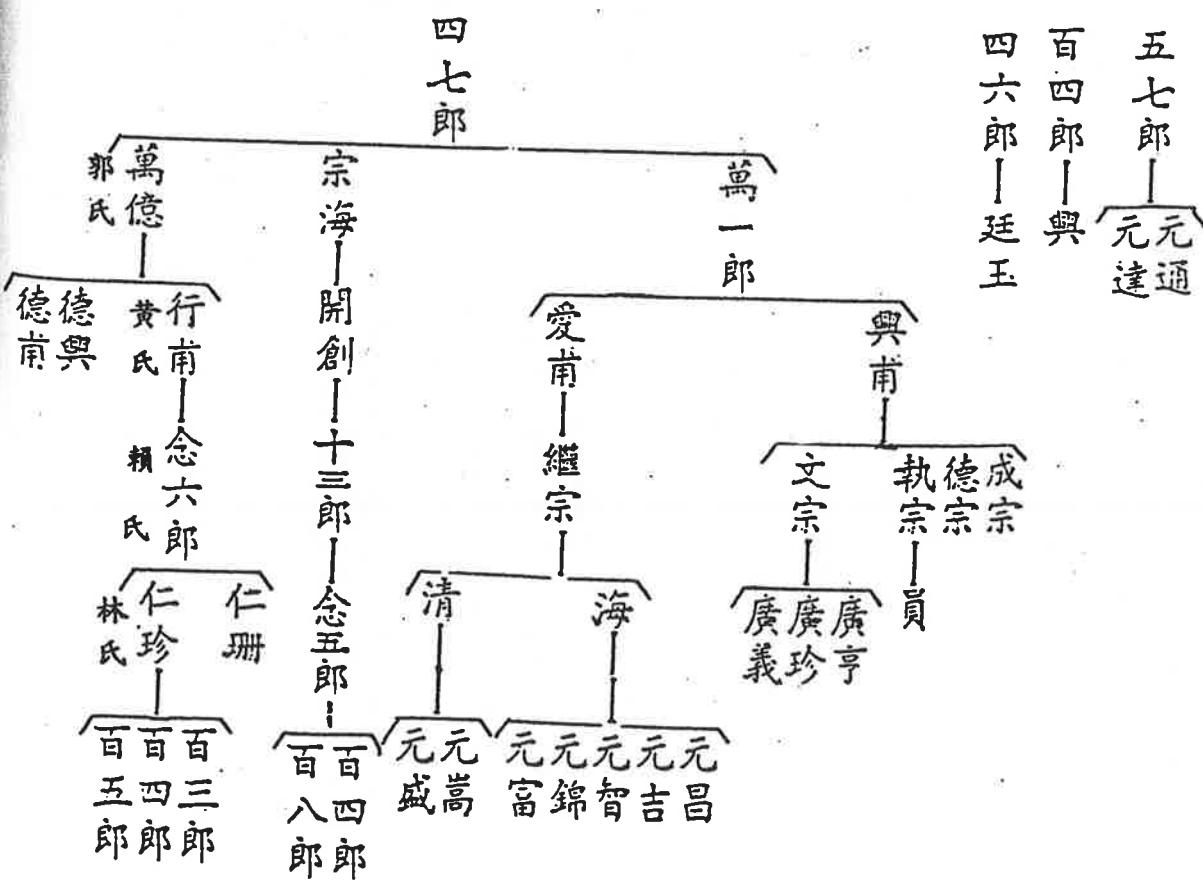 五七郎
元通
元達
百四郎
興
四六郎
廷玉
四七郎
萬一郎
興甫
成宗
德宗
執宗
員
文宗
廣亨
廣珍
廣義
愛甫
繼宗
海
元昌
元吉
元智
元錦
元富
清
元嵩
元盛
宗海
開創
十三郎
念五郎
百四郎
百八郎
萬億
郭氏
行甫
黄氏
德興
德甫
念六郎
賴氏
仁珊
仁珍
林氏
百三郎
百四郎
百五郎